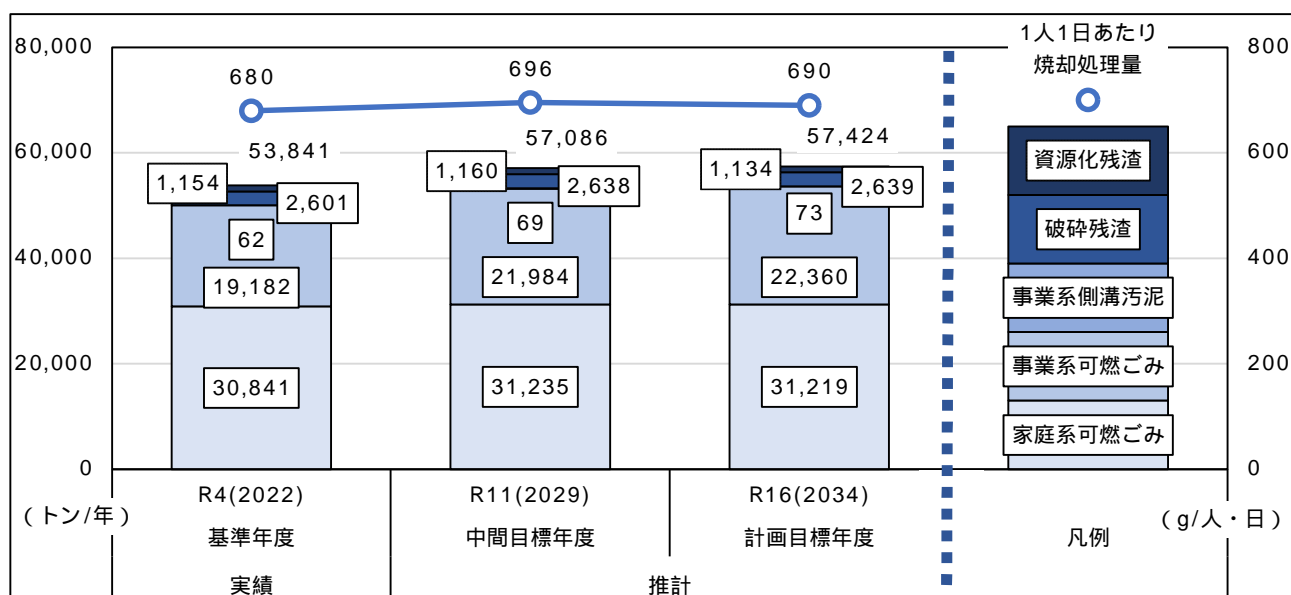 80,000
60,000
40,000
20,000
0
（トン/年）
680
53,841
1,154
2,601
62
19,182
30,841
696
57,086
1,160
2,638
69
21,984
31,235
690
57,424
1,134
2,639
73
22,360
31,219
1人1日あたり
焼却処理量
資源化残渣
破砕残渣
事業系側溝汚泥
事業系可燃ごみ
家庭系可燃ごみ
800
600
400
200
0
（g/人・日）
R4(2022)
基準年度
R11(2029)
中間目標年度
R16(2034)
計画目標年度
凡例
実績
推計